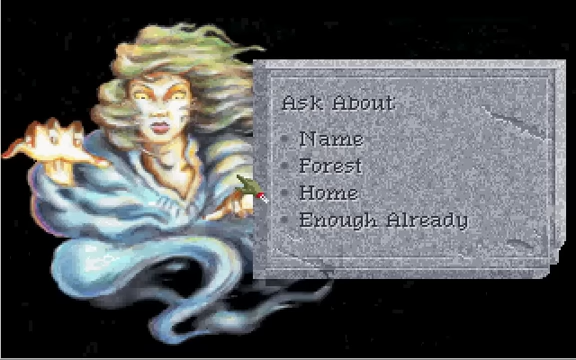 Ask About:
• Name
• Forest
• Home
• Enough Already